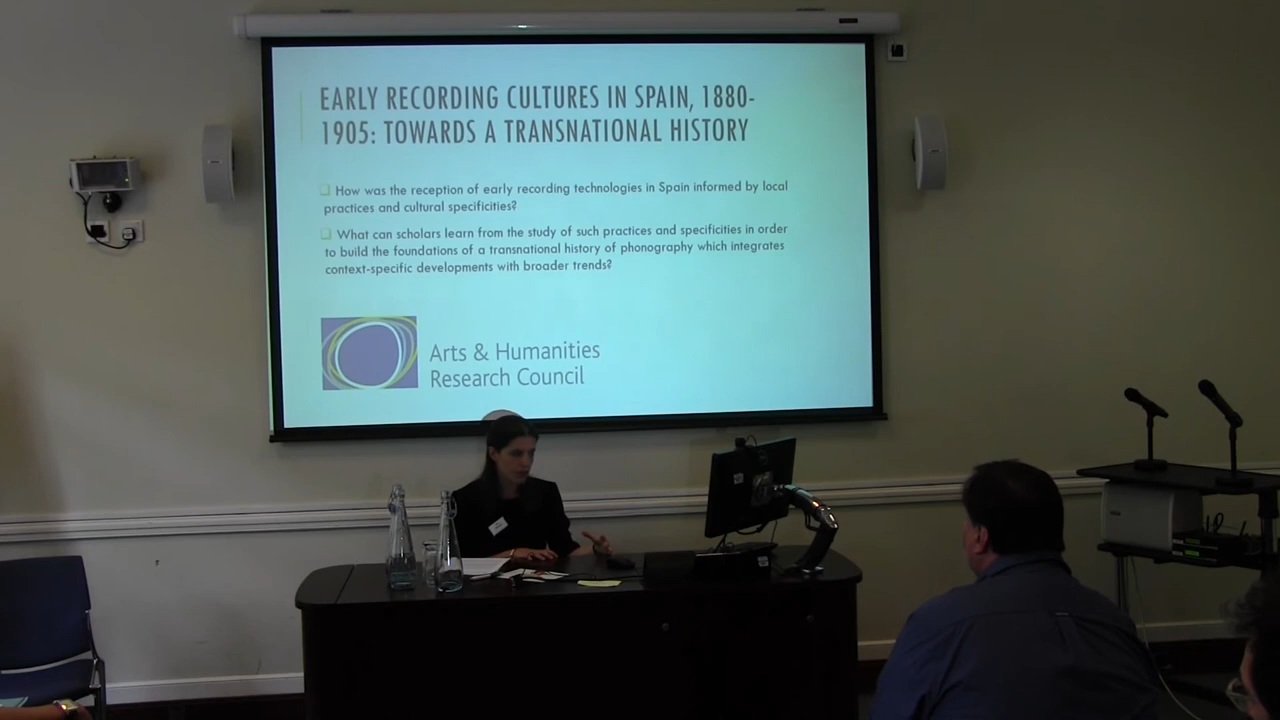 EARLY RECORDING CULTURES IN SPAIN, 1880-
1905: TOWARDS A TRANSNATIONAL HISTORY
How was the reception of early recording technologies in Spain informed by local
practices and cultural specificities?
What can scholars learn from the study of such practices and specificities in order
to build the foundations of a transnational history of phonography which integrates
context-specific developments with broader trends?
Arts & Humanities
Research Council